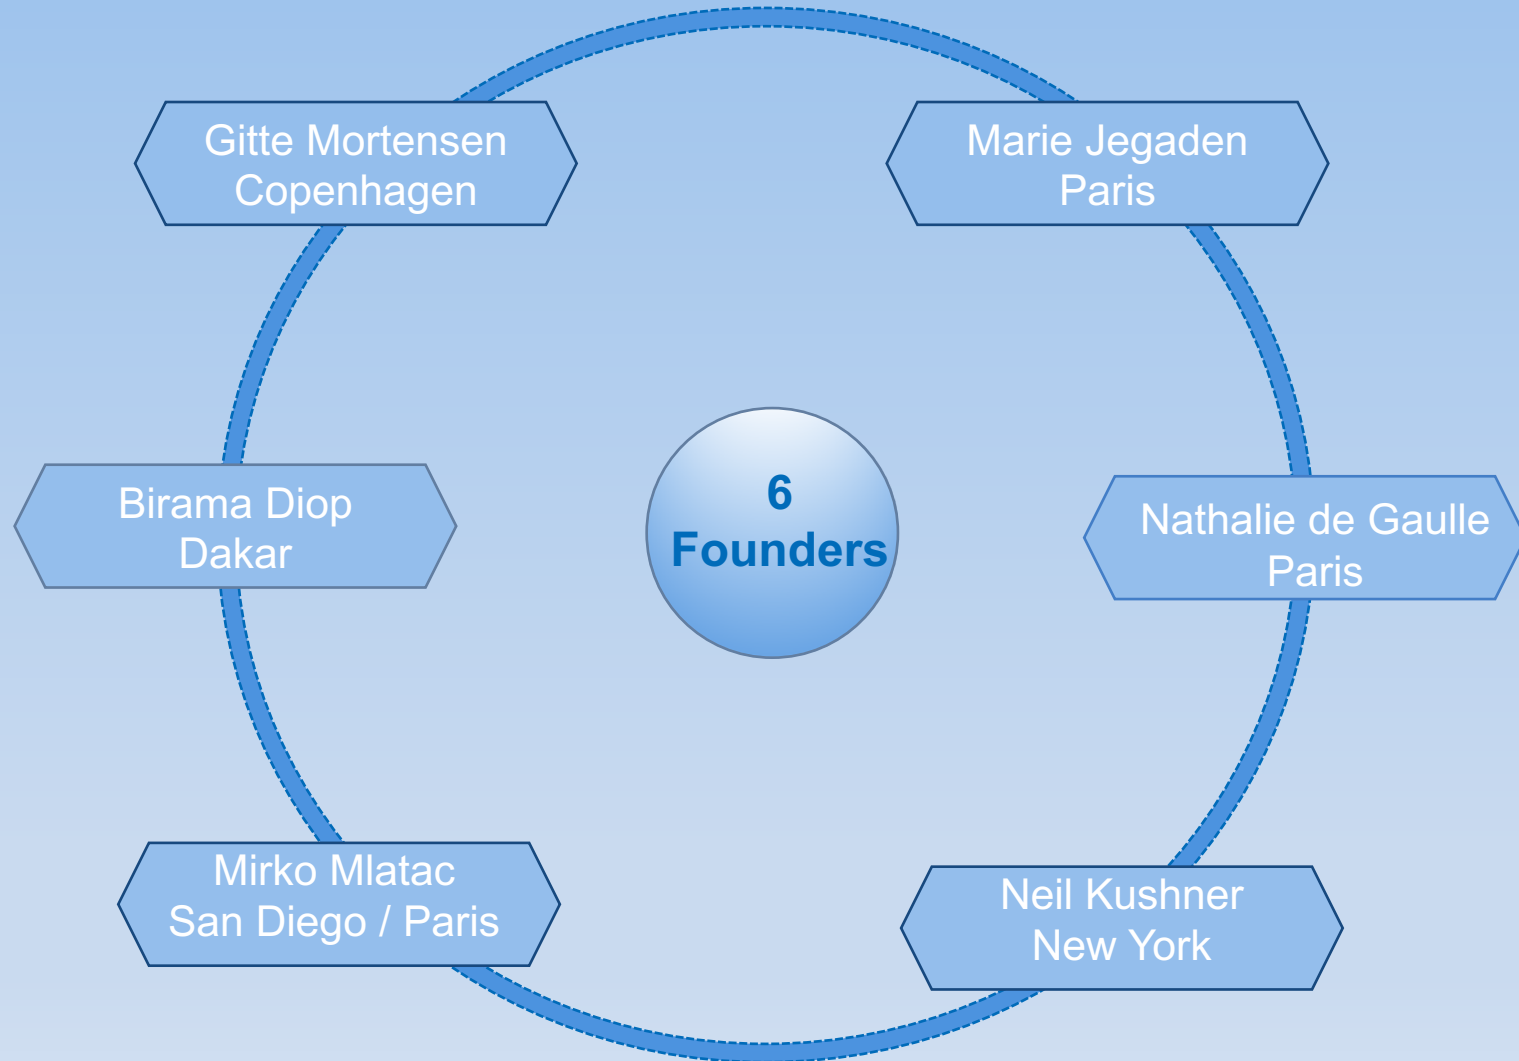 Gitte Mortensen
Copenhagen
Marie Jegaden
Paris
6
Founders
Birama Diop
Dakar
Nathalie de Gaulle
Paris
Mirko Mlatac
San Diego / Paris
Neil Kushner
New York